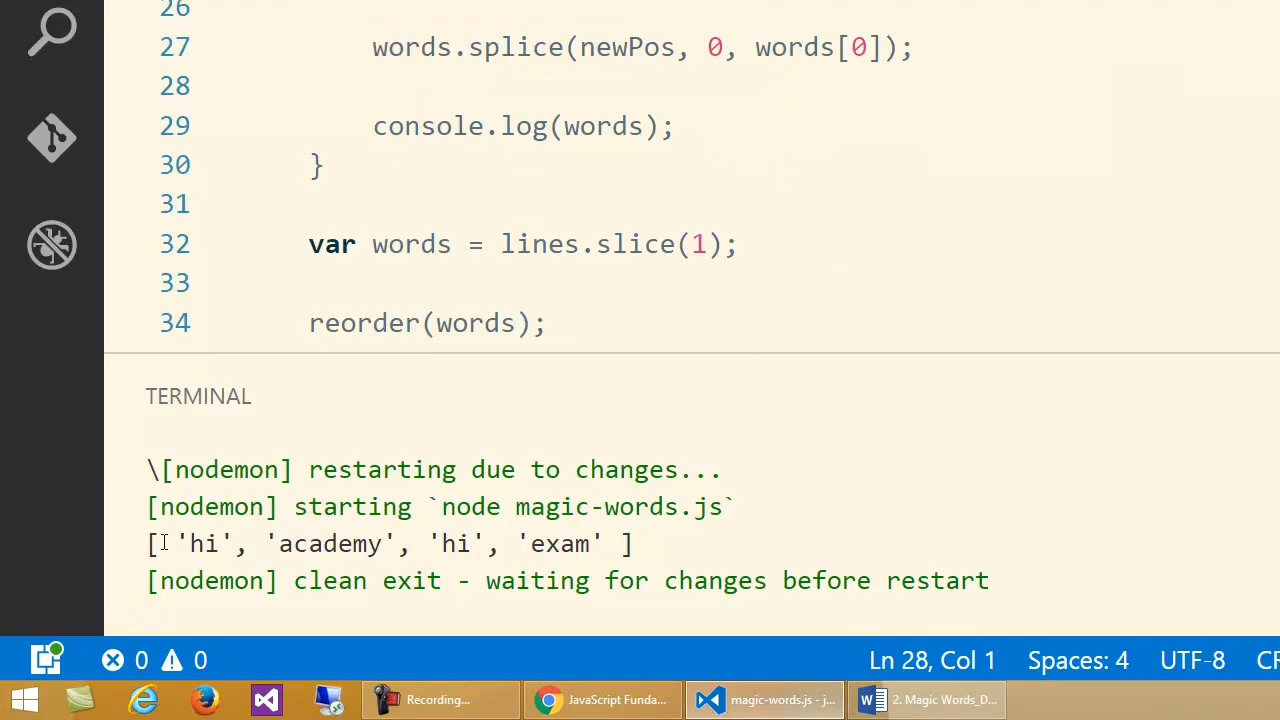 26
27 words.splice(newPos, 0, words[0]);
28
29 console.log(words);
30 }
31
32 var words = lines.slice(1);
33
34 reorder(words);
TERMINAL
\[nodemon] restarting due to changes...
[nodemon] starting `node magic-words.js`
[ 'hi', 'academy', 'hi', 'exam' ]
[nodemon] clean exit - waiting for changes before restart
0 0 Ln 28, Col 1 Spaces: 4 UTF-8 CF
Recording... JavaScript Funda... magic-words.js - j... 2. Magic Words_D...